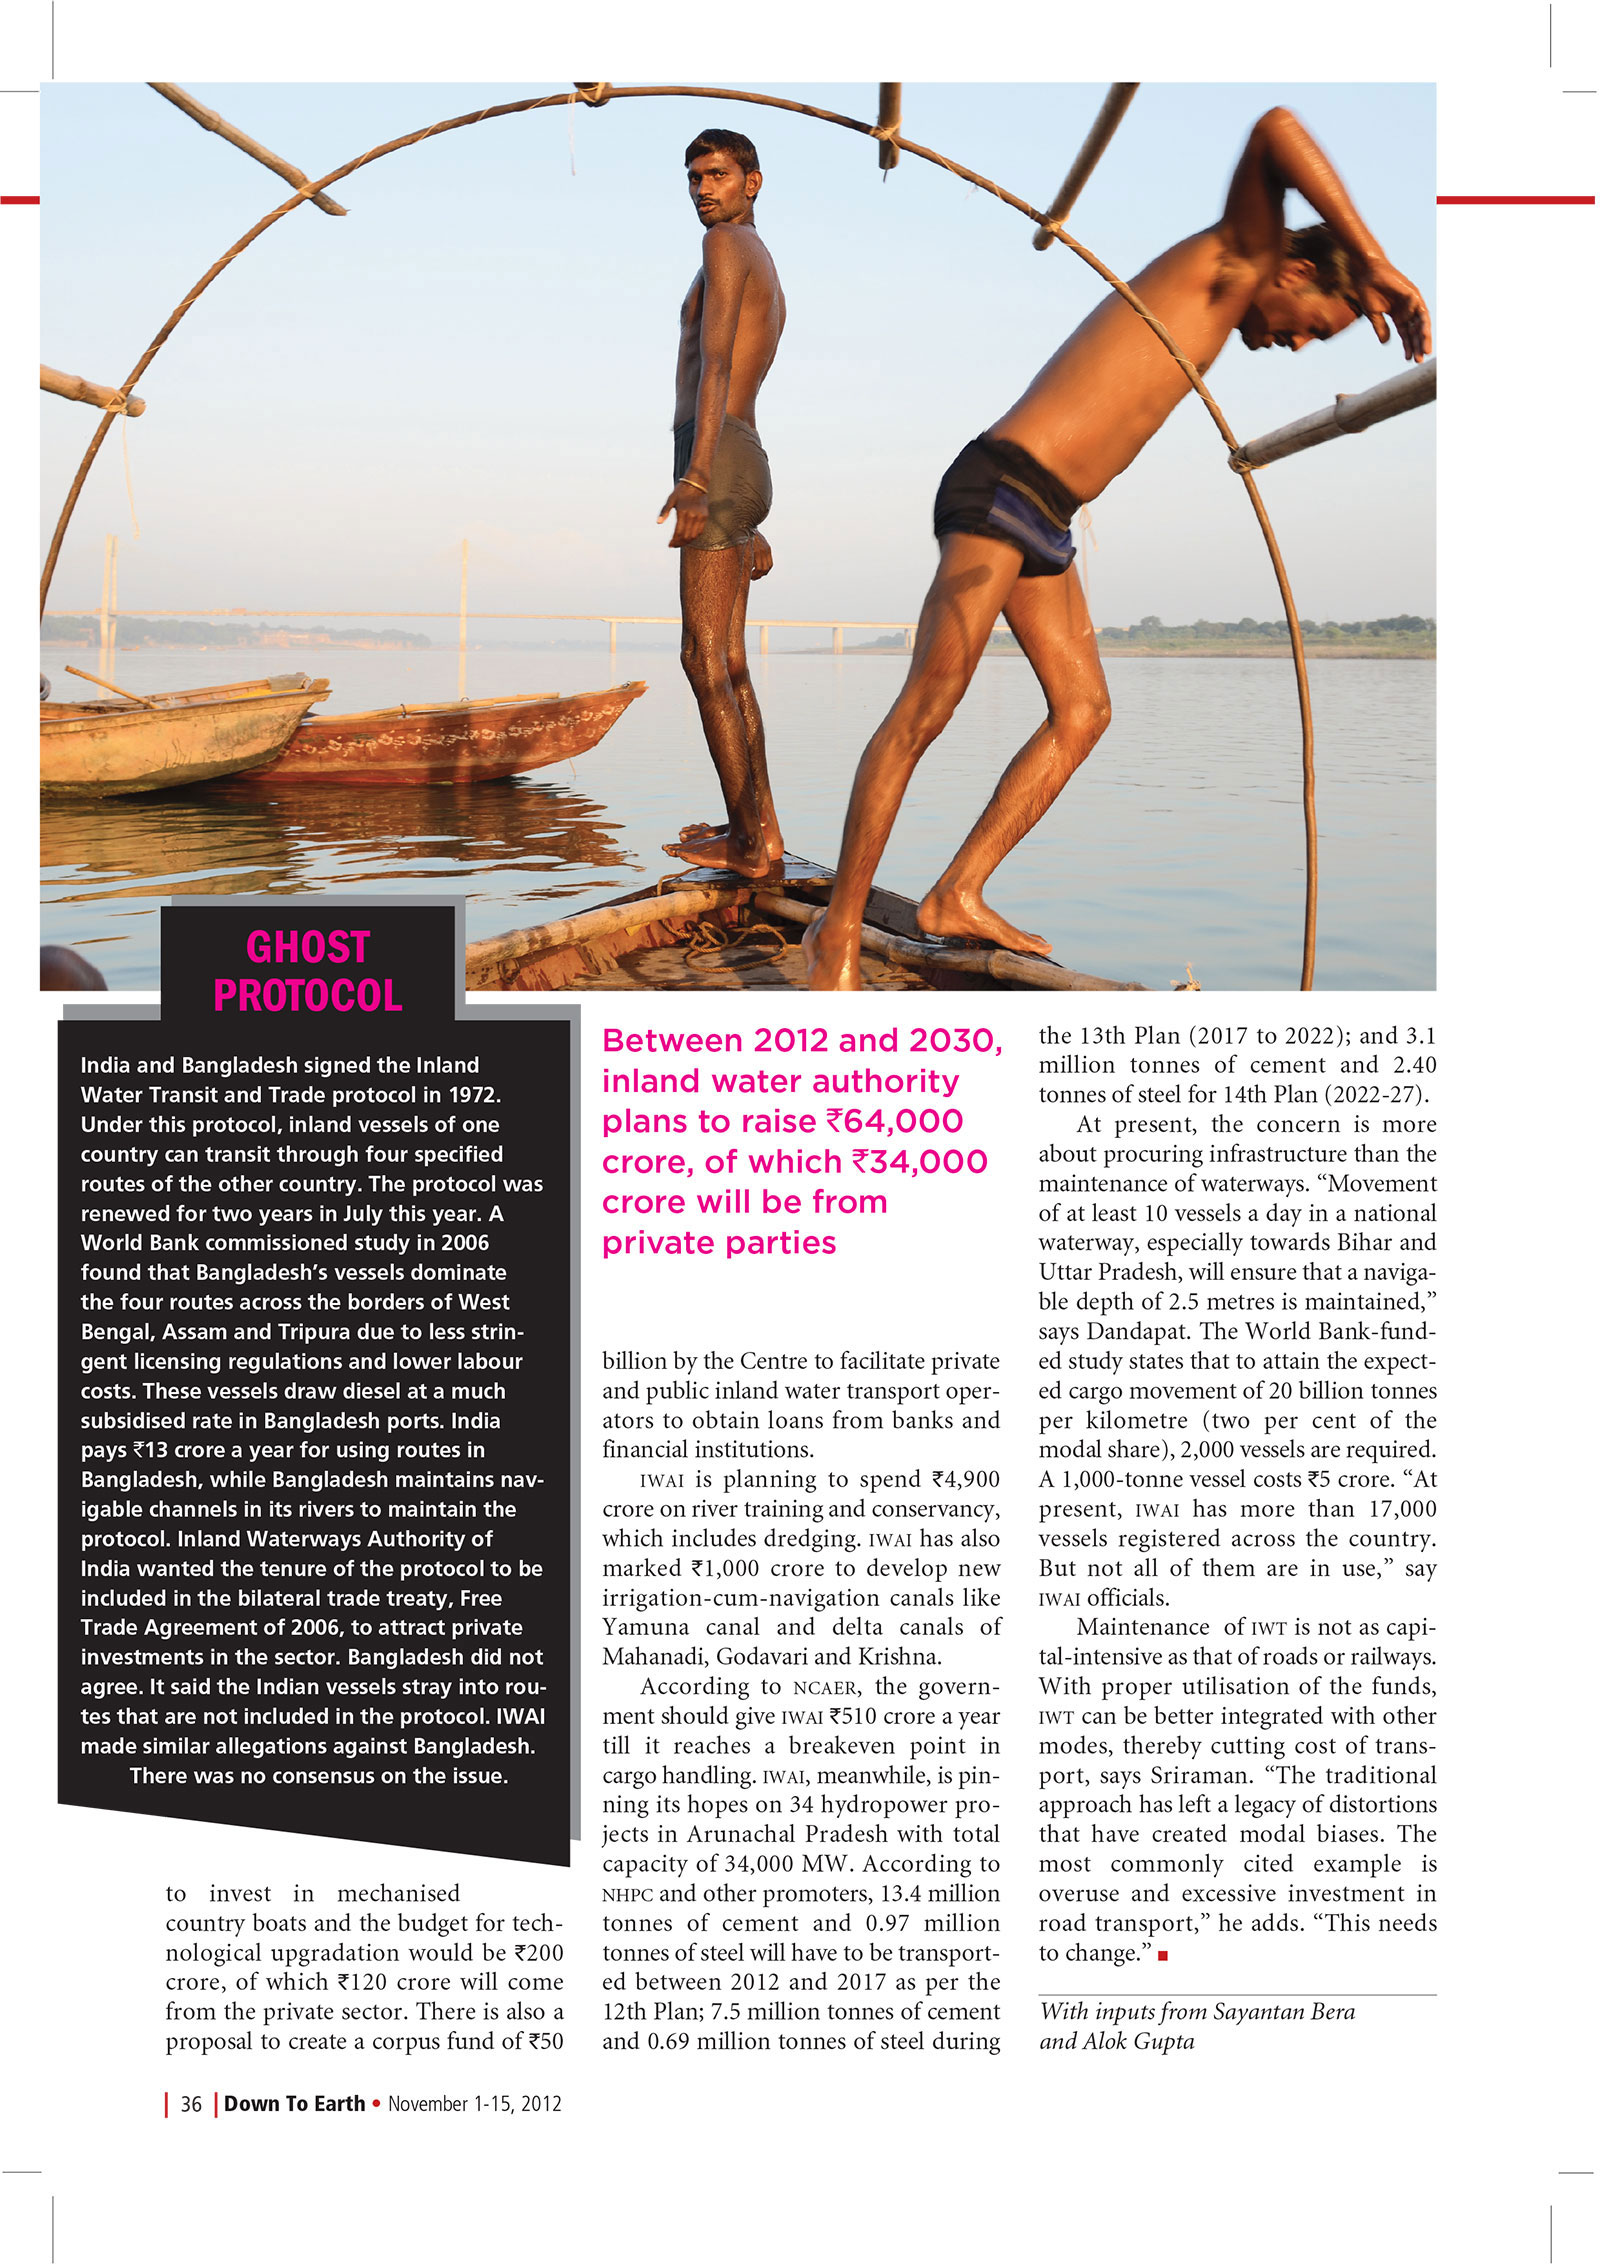 GHOST
PROTOCOL
India and Bangladesh signed the Inland
Water Transit and Trade protocol in 1972.
Under this protocol, inland vessels of one
country can transit through four specified
routes of the other country. The protocol was
renewed for two years in July this year. A
World Bank commissioned study in 2006
found that Bangladesh’s vessels dominate
the four routes across the borders of West
Bengal, Assam and Tripura due to less strin-
gent licensing regulations and lower labour
costs. These vessels draw diesel at a much
subsidised rate in Bangladesh ports. India
pays ₹13 crore a year for using routes in
Bangladesh, while Bangladesh maintains nav-
igable channels in its rivers to maintain the
protocol. Inland Waterways Authority of
India wanted the tenure of the protocol to be
included in the bilateral trade treaty, Free
Trade Agreement of 2006, to attract private
investments in the sector. Bangladesh did not
agree. It said the Indian vessels stray into rou-
tes that are not included in the protocol. IWAI
made similar allegations against Bangladesh.
There was no consensus on the issue.
to invest in mechanised
country boats and the budget for tech-
nological upgradation would be ₹200
crore, of which ₹120 crore will come
from the private sector. There is also a
proposal to create a corpus fund of ₹50
Between 2012 and 2030,
inland water authority
plans to raise ₹64,000
crore, of which ₹34,000
crore will be from
private parties
billion by the Centre to facilitate private
and public inland water transport oper-
ators to obtain loans from banks and
financial institutions.
IWAI is planning to spend ₹4,900
crore on river training and conservancy,
which includes dredging. IWAI has also
marked ₹1,000 crore to develop new
irrigation-cum-navigation canals like
Yamuna canal and delta canals of
Mahanadi, Godavari and Krishna.
According to NCAER, the govern-
ment should give IWAI ₹510 crore a year
till it reaches a breakeven point in
cargo handling. IWAI, meanwhile, is pin-
ning its hopes on 34 hydropower pro-
jects in Arunachal Pradesh with total
capacity of 34,000 MW. According to
NHPC and other promoters, 13.4 million
tonnes of cement and 0.97 million
tonnes of steel will have to be transport-
ed between 2012 and 2017 as per the
12th Plan; 7.5 million tonnes of cement
and 0.69 million tonnes of steel during
the 13th Plan (2017 to 2022); and 3.1
million tonnes of cement and 2.40
tonnes of steel for 14th Plan (2022-27).
At present, the concern is more
about procuring infrastructure than the
maintenance of waterways. “Movement
of at least 10 vessels a day in a national
waterway, especially towards Bihar and
Uttar Pradesh, will ensure that a naviga-
ble depth of 2.5 metres is maintained,”
says Dandapat. The World Bank-fund-
ed study states that to attain the expect-
ed cargo movement of 20 billion tonnes
per kilometre (two per cent of the
modal share), 2,000 vessels are required.
A 1,000-tonne vessel costs ₹5 crore. “At
present, IWAI has more than 17,000
vessels registered across the country.
But not all of them are in use,” say
IWAI officials.
Maintenance of IWT is not as capi-
tal-intensive as that of roads or railways.
With proper utilisation of the funds,
IWT can be better integrated with other
modes, thereby cutting cost of trans-
port, says Sriraman. “The traditional
approach has left a legacy of distortions
that have created modal biases. The
most commonly cited example is
overuse and excessive investment in
road transport,” he adds. “This needs
to change.”
With inputs from Sayantan Bera
and Alok Gupta
36 Down To Earth • November 1-15, 2012